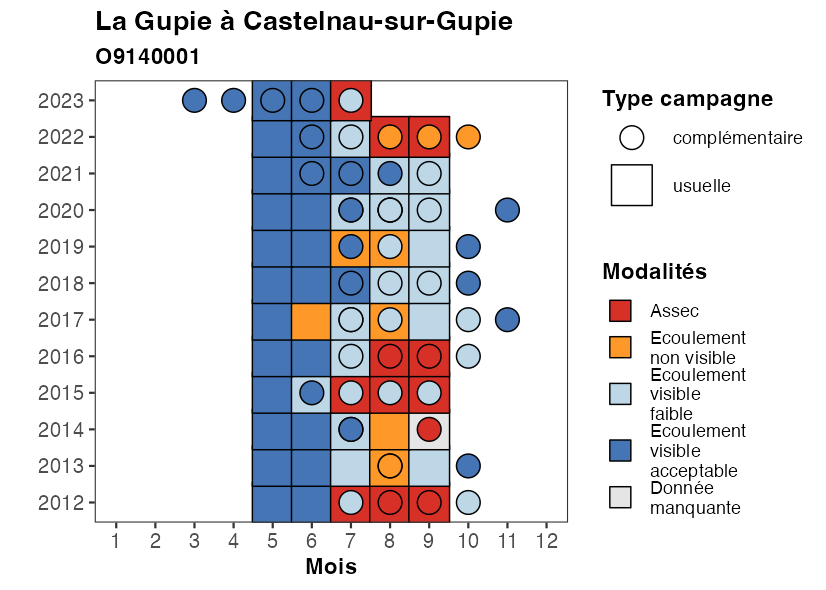 La Gupie à Castelnau-sur-Gupie
O9140001
2023
2022
2021
2020
2019
2018
2017
2016
2015
2014
2013
2012
1 2 3 4 5 6 7 8 9 10 11 12
Mois
Type campagne
complémentaire
usuelle
Modalités
Assec
Ecoulement
non visible
Ecoulement
visible
faible
Ecoulement
visible
acceptable
Donnée
manquante